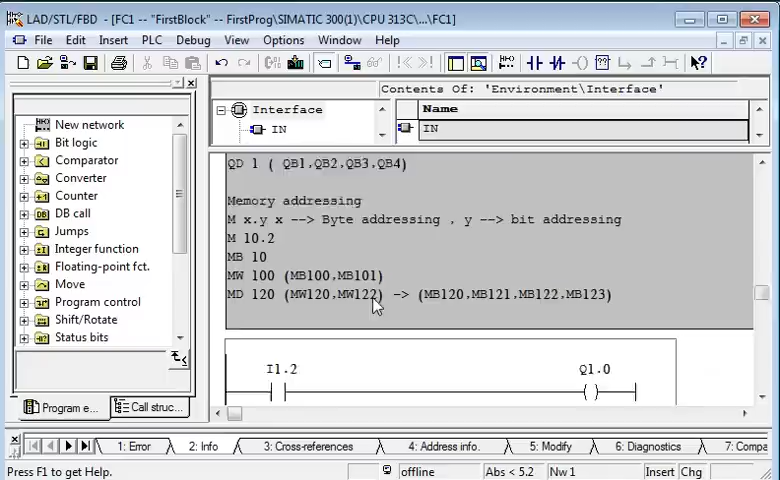 LAD/STL/FBD - [FC1 -- "FirstBlock" -- FirstProg\SIMATIC 300(1)\CPU 313C\...\FC1]
File Edit Insert PLC Debug View Options Window Help
Contents Of: 'Environment\Interface'
Interface
IN
Name
IN
New network
Bit logic
Comparator
Converter
Counter
DB call
Jumps
Integer function
Floating-point fct.
Move
Program control
Shift/Rotate
Status bits
Program e...
Call struc...
QD 1 ( QB1,QB2,QB3,QB4)
Memory addressing
M x.y x --> Byte addressing , y --> bit addressing
M 10.2
MB 10
MW 100 (MB100,MB101)
MD 120 (MW120,MW122) -> (MB120,MB121,MB122,MB123)
I1.2 Q1.0
1: Error 2: Info 3: Cross-references 4: Address info. 5: Modify 6: Diagnostics 7: Compa
Press F1 to get Help. offline Abs < 5.2 Nw 1 Insert Chg